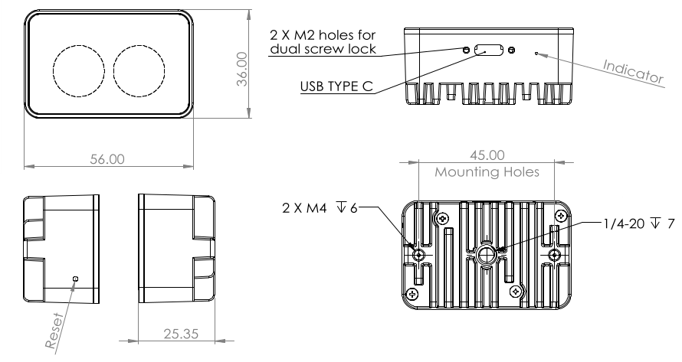 36.00
56.00
2 X M2 holes for
dual screw lock
USB TYPE C
Indicator
Reset
25.35
45.00
Mounting Holes
2 X M4 ↧ 6
1/4-20 ↧ 7